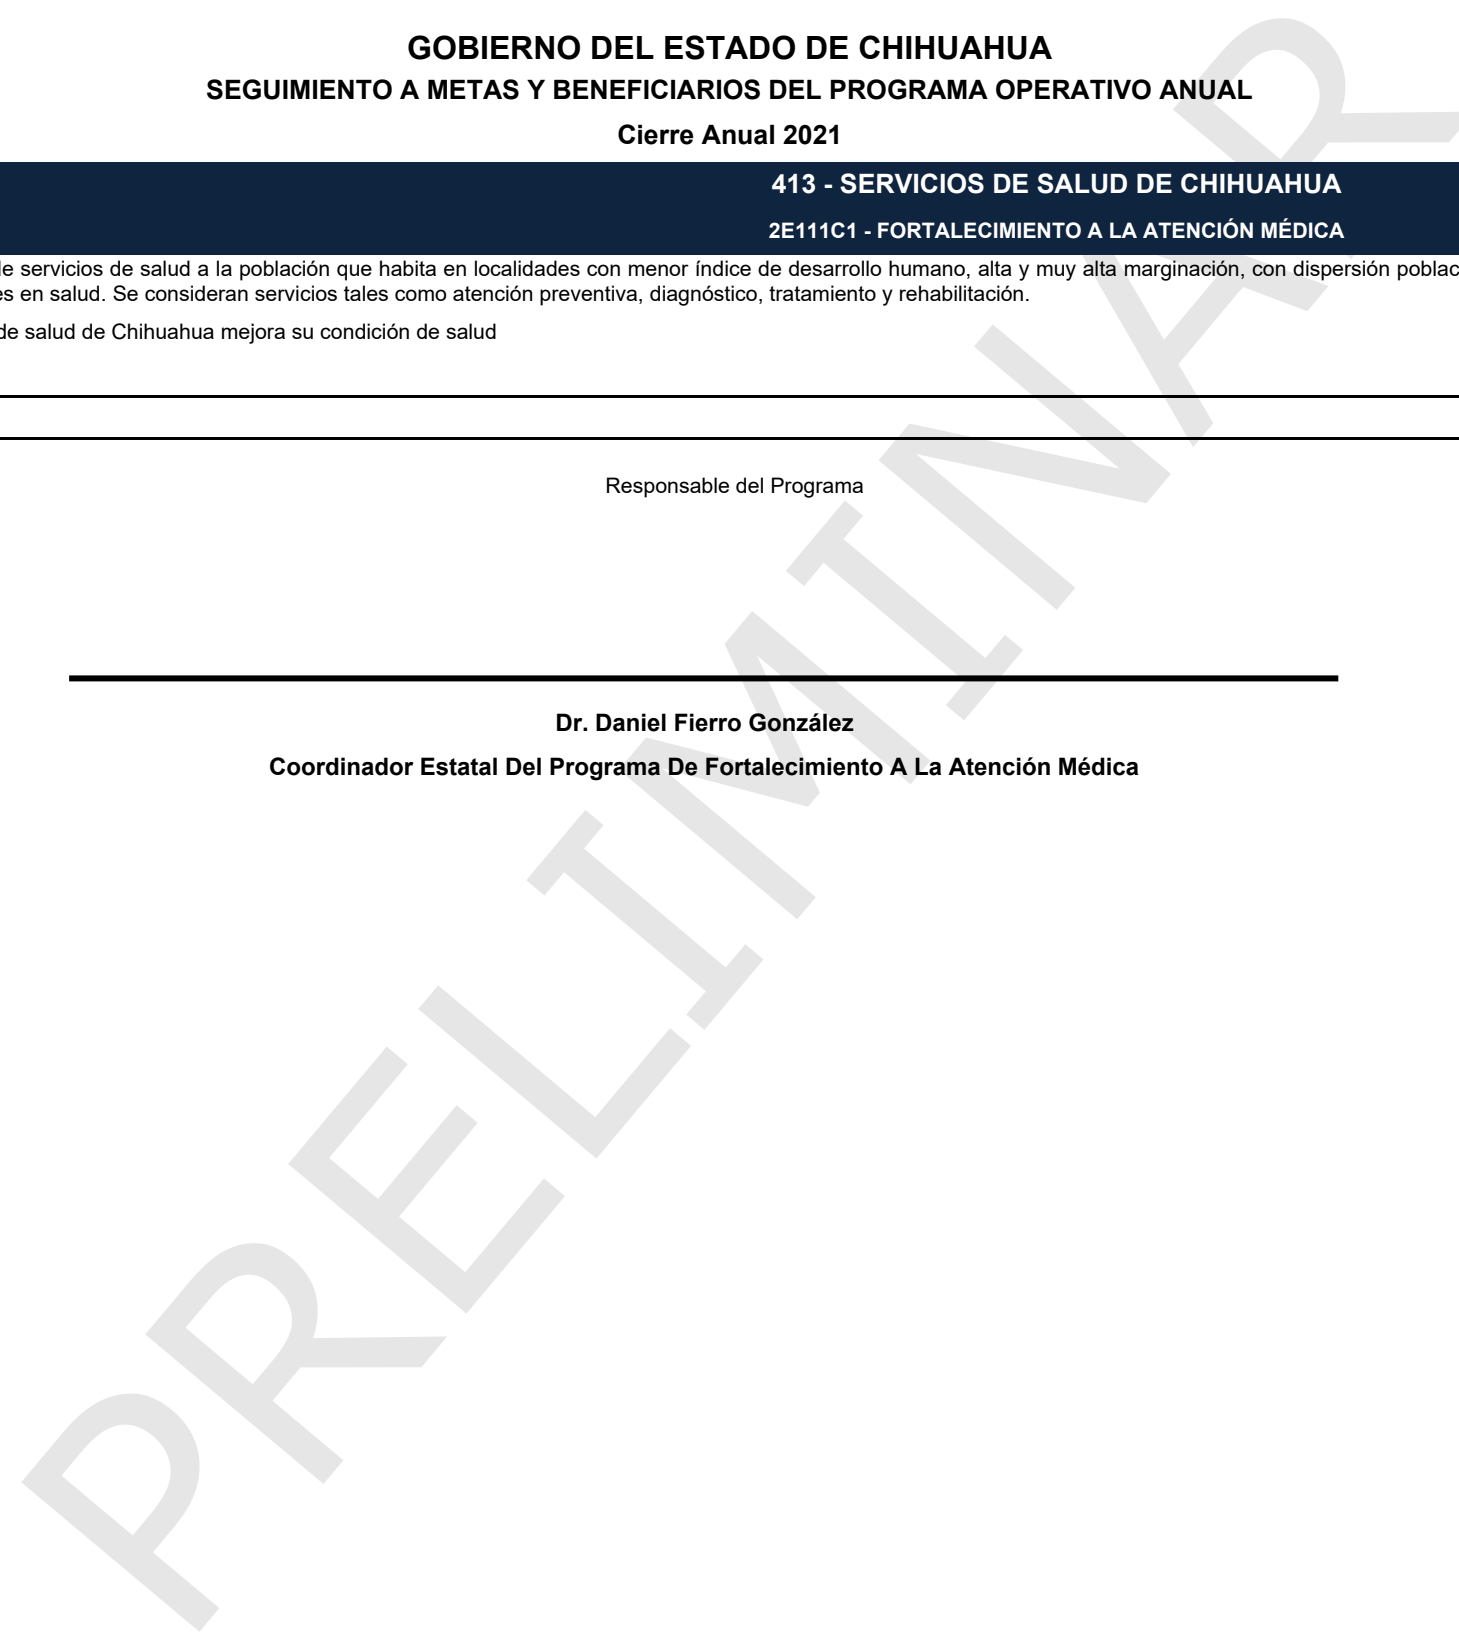 GOBIERNO DEL ESTADO DE CHIHUAHUA
SEGUIMIENTO A METAS Y BENEFICIARIOS DEL PROGRAMA OPERATIVO ANUAL
Cierre Anual 2021
413 - SERVICIOS DE SALUD DE CHIHUAHUA
2E111C1 - FORTALECIMIENTO A LA ATENCIÓN MÉDICA
de servicios de salud a la población que habita en localidades con menor índice de desarrollo humano, alta y muy alta marginación, con dispersión poblac
es en salud. Se consideran servicios tales como atención preventiva, diagnóstico, tratamiento y rehabilitación.
de salud de Chihuahua mejora su condición de salud
Responsable del Programa
Dr. Daniel Fierro González
Coordinador Estatal Del Programa De Fortalecimiento A La Atención Médica
PRELIMINAR